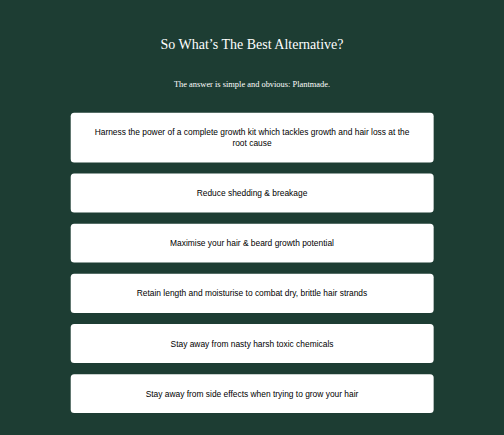 So What’s The Best Alternative?
The answer is simple and obvious: Plantmade.
Harness the power of a complete growth kit which tackles growth and hair loss at the
root cause
Reduce shedding & breakage
Maximise your hair & beard growth potential
Retain length and moisturise to combat dry, brittle hair strands
Stay away from nasty harsh toxic chemicals
Stay away from side effects when trying to grow your hair